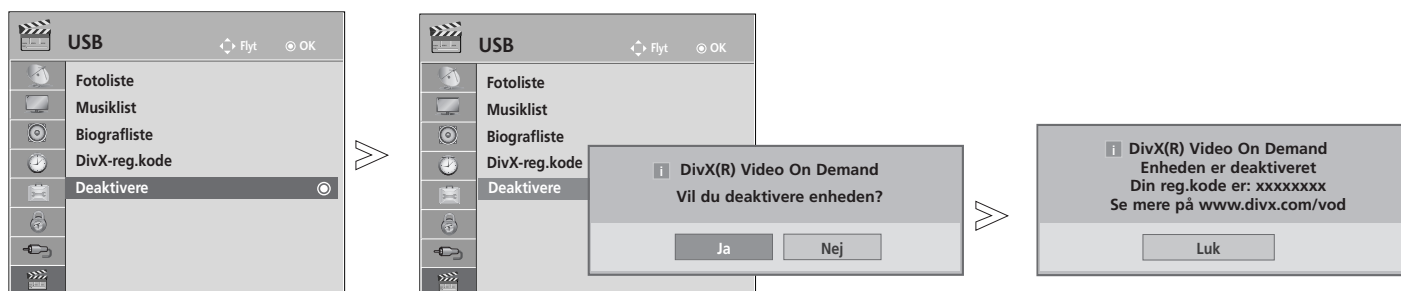 USB
Flyt
OK
Fotoliste
Musiklist
Biografliste
DivX-reg.kode
Deaktivere
USB
Flyt
OK
Fotoliste
Musiklist
Biografliste
DivX-reg.kode
Deaktivere
i DivX(R) Video On Demand
Vil du deaktivere enheden?
Ja
Nej
i DivX(R) Video On Demand
Enheden er deaktiveret
Din reg.kode er: xxxxxxxx
Se mere på www.divx.com/vod
Luk